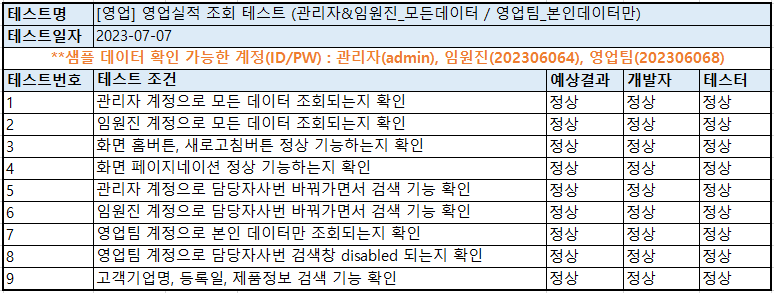 테스트명 [영업] 영업실적 조회 테스트 (관리자&임원진_모든데이터 / 영업팀_본인데이터만)
테스트일자 2023-07-07
**샘플 데이터 확인 가능한 계정(ID/PW) : 관리자(admin), 임원진(202306064), 영업팀(202306068)
테스트번호 테스트 조건 예상결과 개발자 테스터
1 관리자 계정으로 모든 데이터 조회되는지 확인 정상 정상 정상
2 임원진 계정으로 모든 데이터 조회되는지 확인 정상 정상 정상
3 화면 홈버튼, 새로고침버튼 정상 기능하는지 확인 정상 정상 정상
4 화면 페이지네이션 정상 기능하는지 확인 정상 정상 정상
5 관리자 계정으로 담당자사번 바꿔가면서 검색 기능 확인 정상 정상 정상
6 임원진 계정으로 담당자사번 바꿔가면서 검색 기능 확인 정상 정상 정상
7 영업팀 계정으로 본인 데이터만 조회되는지 확인 정상 정상 정상
8 영업팀 계정으로 담당자사번 검색창 disabled 되는지 확인 정상 정상 정상
9 고객기업명, 등록일, 제품정보 검색 기능 확인 정상 정상 정상